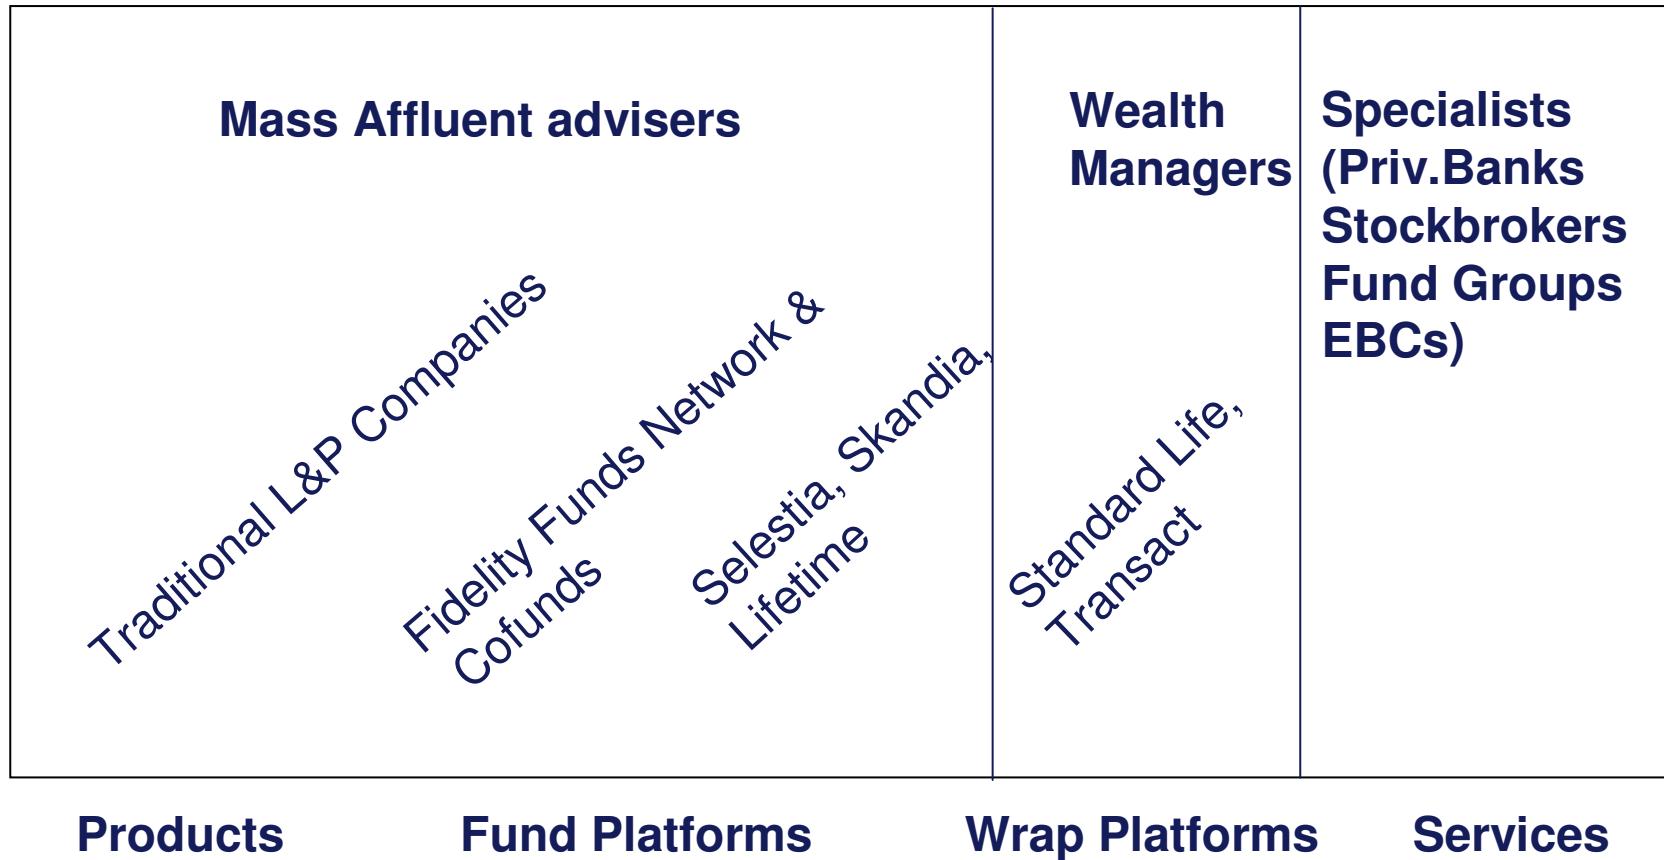 Mass Affluent advisers
Wealth
Managers
Specialists
(Priv.Banks
Stockbrokers
Fund Groups
EBCs)
Traditional L&P Companies
Fidelity Funds Network &
Cofunds
Selestia, Skandia,
Lifetime
Standard Life,
Transact
Products
Fund Platforms
Wrap Platforms
Services